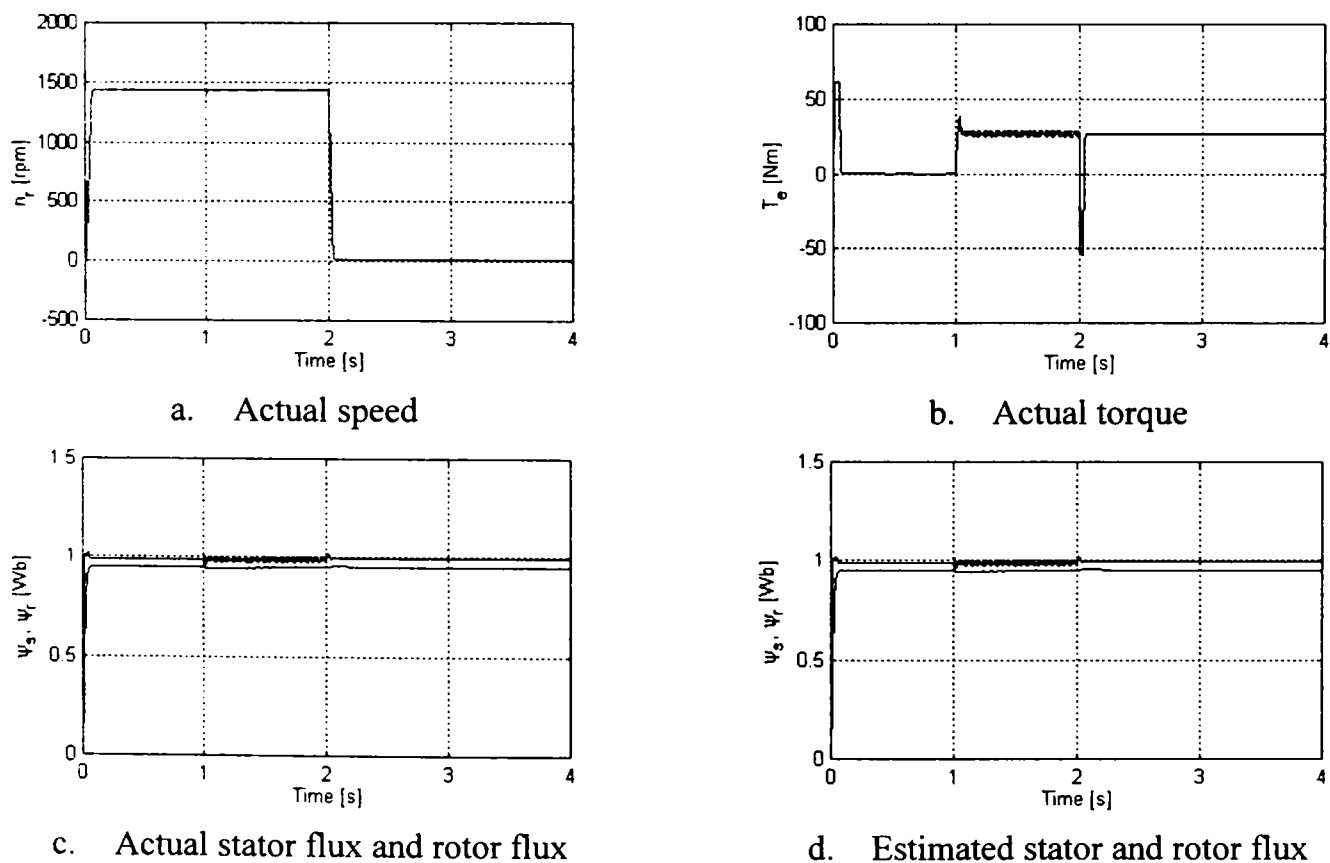 2000
1500
1000
500
0
-500
n_r [rpm]
0 1 2 3 4
Time [s]
a. Actual speed
100
50
0
-50
-100
T_e [Nm]
0 1 2 3 4
Time [s]
b. Actual torque
1.5
1
0.5
0
Ψ_s, Ψ_r [Wb]
0 1 2 3 4
Time [s]
c. Actual stator flux and rotor flux
1.5
1
0.5
0
Ψ_s, Ψ_r [Wb]
0 1 2 3 4
Time [s]
d. Estimated stator and rotor flux